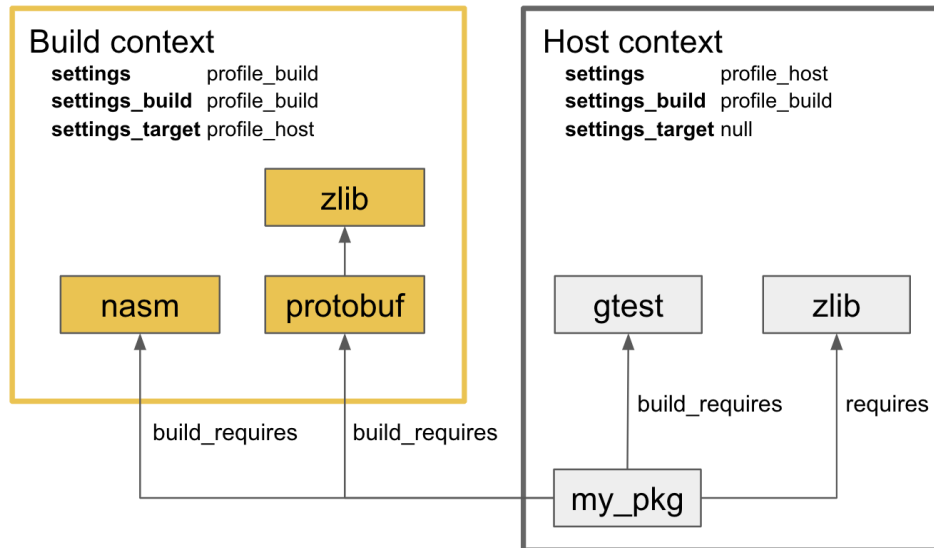 Build context
settings profile_build
settings_build profile_build
settings_target profile_host
zlib
nasm
protobuf
build_requires
build_requires
Host context
settings profile_host
settings_build profile_build
settings_target null
gtest
zlib
build_requires
requires
my_pkg